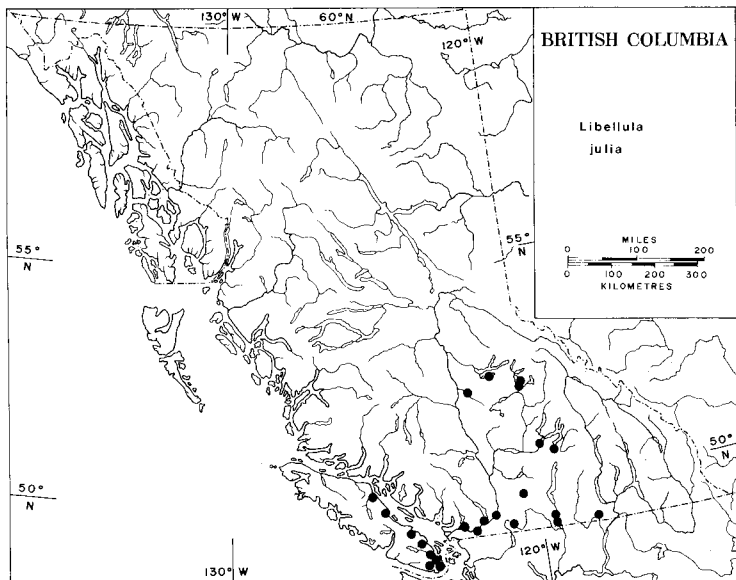 130° W
60° N
120° W
BRITISH COLUMBIA
Libellula
julia
MILES
0 100 200
0 100 200 300
KILOMETRES
55°
N
55°
N
50°
N
50°
N
130° W
120° W